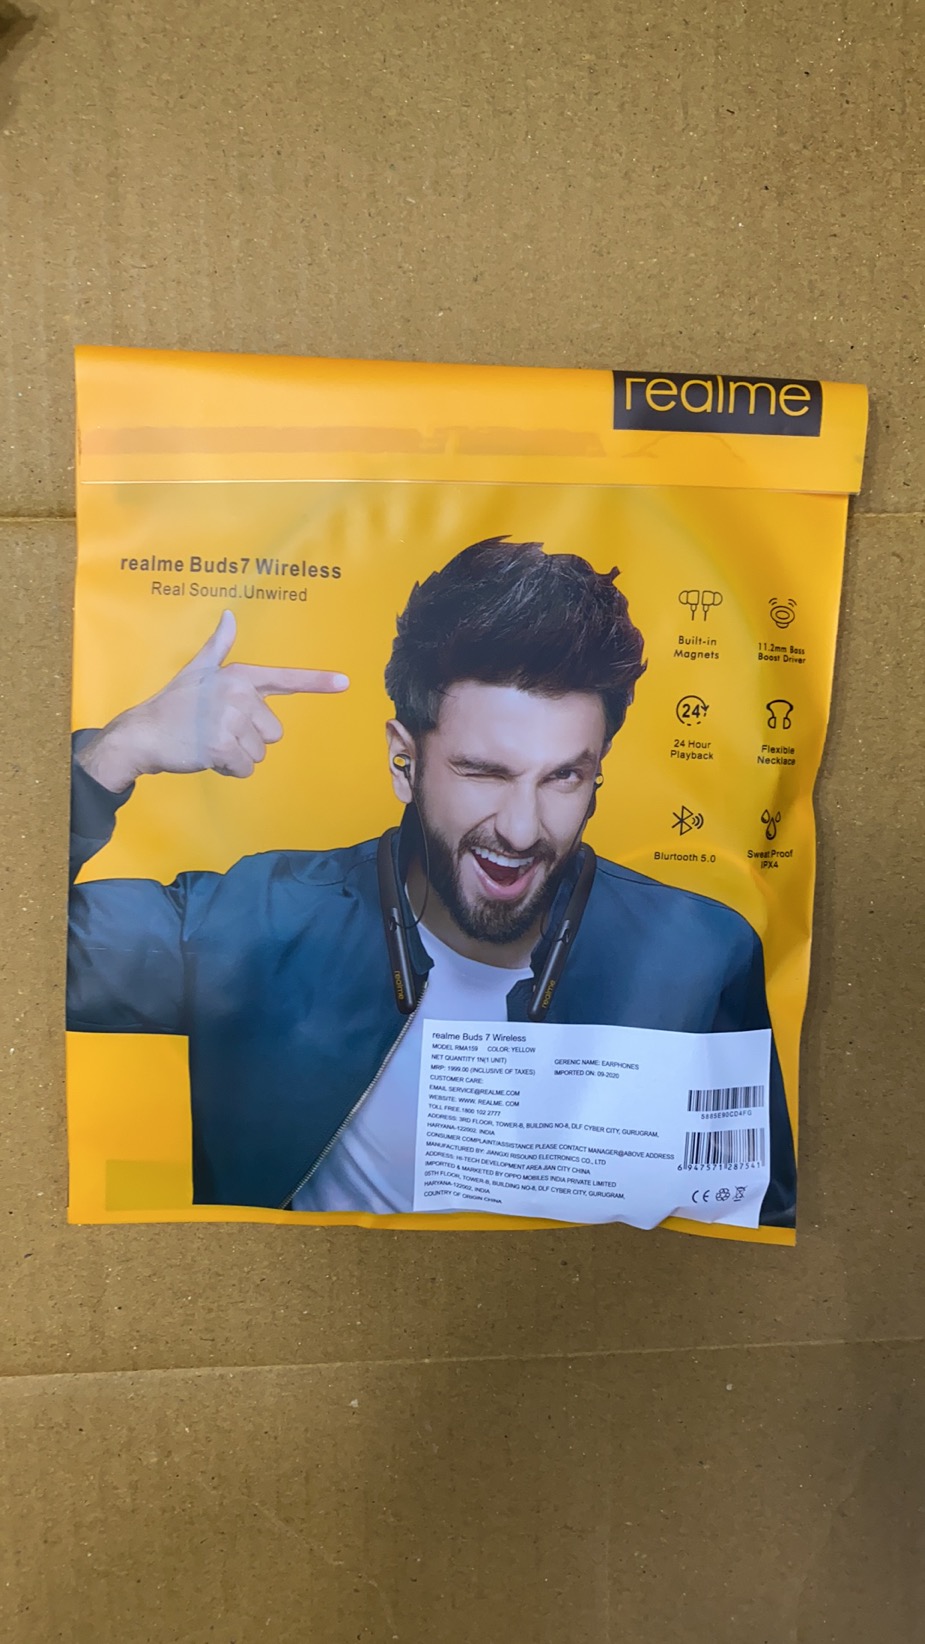 realme
realme Buds7 Wireless
Real Sound.Unwired
Built-in
Magnets
11.2mm Bass
Boost Driver
24
24 Hour
Playback
Flexible
Necklace
Blurtooth 5.0
Sweat Proof
IPX4
realme
realme
realme Buds 7 Wireless
MODEL RMA159 COLOR: YELLOW
NET QUANTITY 1N(1 UNIT)
GERENIC NAME: EARPHONES
MRP: 1999.00 (INCLUSIVE OF TAXES)
IMPORTED ON: 09-2020
CUSTOMER CARE:
EMAIL SERVICE@REALME.COM
WEBSITE: WWW. REALME. COM
TOLL FREE:1800 102 2777
ADDRESS: 3RD FLOOR, TOWER-B, BUILDING NO-8, DLF CYBER CITY, GURUGRAM,
HARYANA-122002, INDIA
CONSUMER COMPLAINT/ASSISTANCE PLEASE CONTACT MANAGER@ABOVE ADDRESS
MANUFACTURED BY: JIANGXI RISOUND ELECTRONICS CO., LTD
ADDRESS: HI-TECH DEVELOPMENT AREA JIAN CITY CHINA
IMPORTED & MARKETED BY OPPO MOBILES INDIA PRIVATE LIMITED
05TH FLOOR, TOWER-B, BUILDING NO-8, DLF CYBER CITY, GURUGRAM,
HARYANA-122002, INDIA
COUNTRY OF ORIGIN CHINA
5685E90CD4FG
6 947571 287541
CE